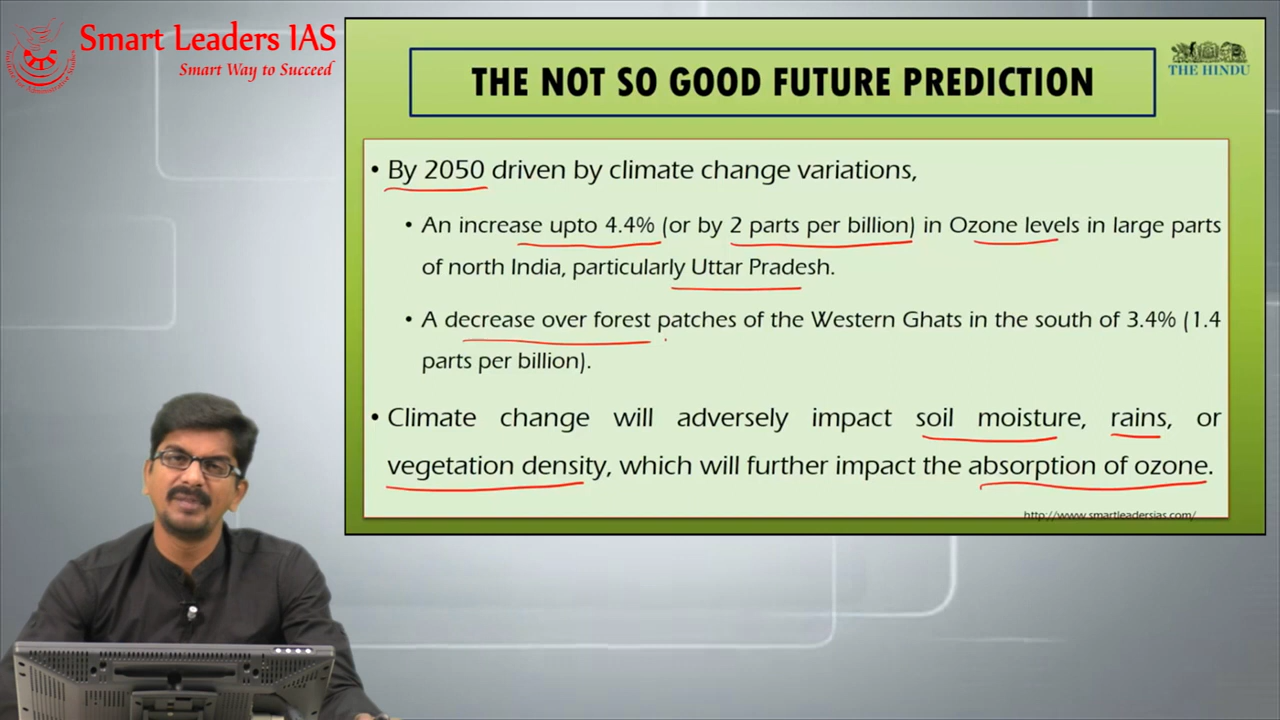 Smart Leaders IAS
Smart Way to Succeed
THE NOT SO GOOD FUTURE PREDICTION
THE HINDU
• By 2050 driven by climate change variations,
• An increase upto 4.4% (or by 2 parts per billion) in Ozone levels in large parts
of north India, particularly Uttar Pradesh.
• A decrease over forest patches of the Western Ghats in the south of 3.4% (1.4
parts per billion).
• Climate change will adversely impact soil moisture, rains, or
vegetation density, which will further impact the absorption of ozone.
http://www.smartleadersias.com/